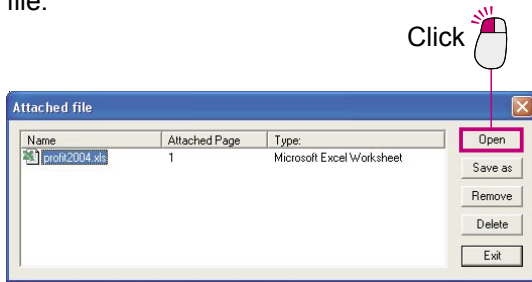 file.
Click
Attached file
Name Attached Page Type: Open
profit2004.xls 1 Microsoft Excel Worksheet
Save as
Remove
Delete
Exit